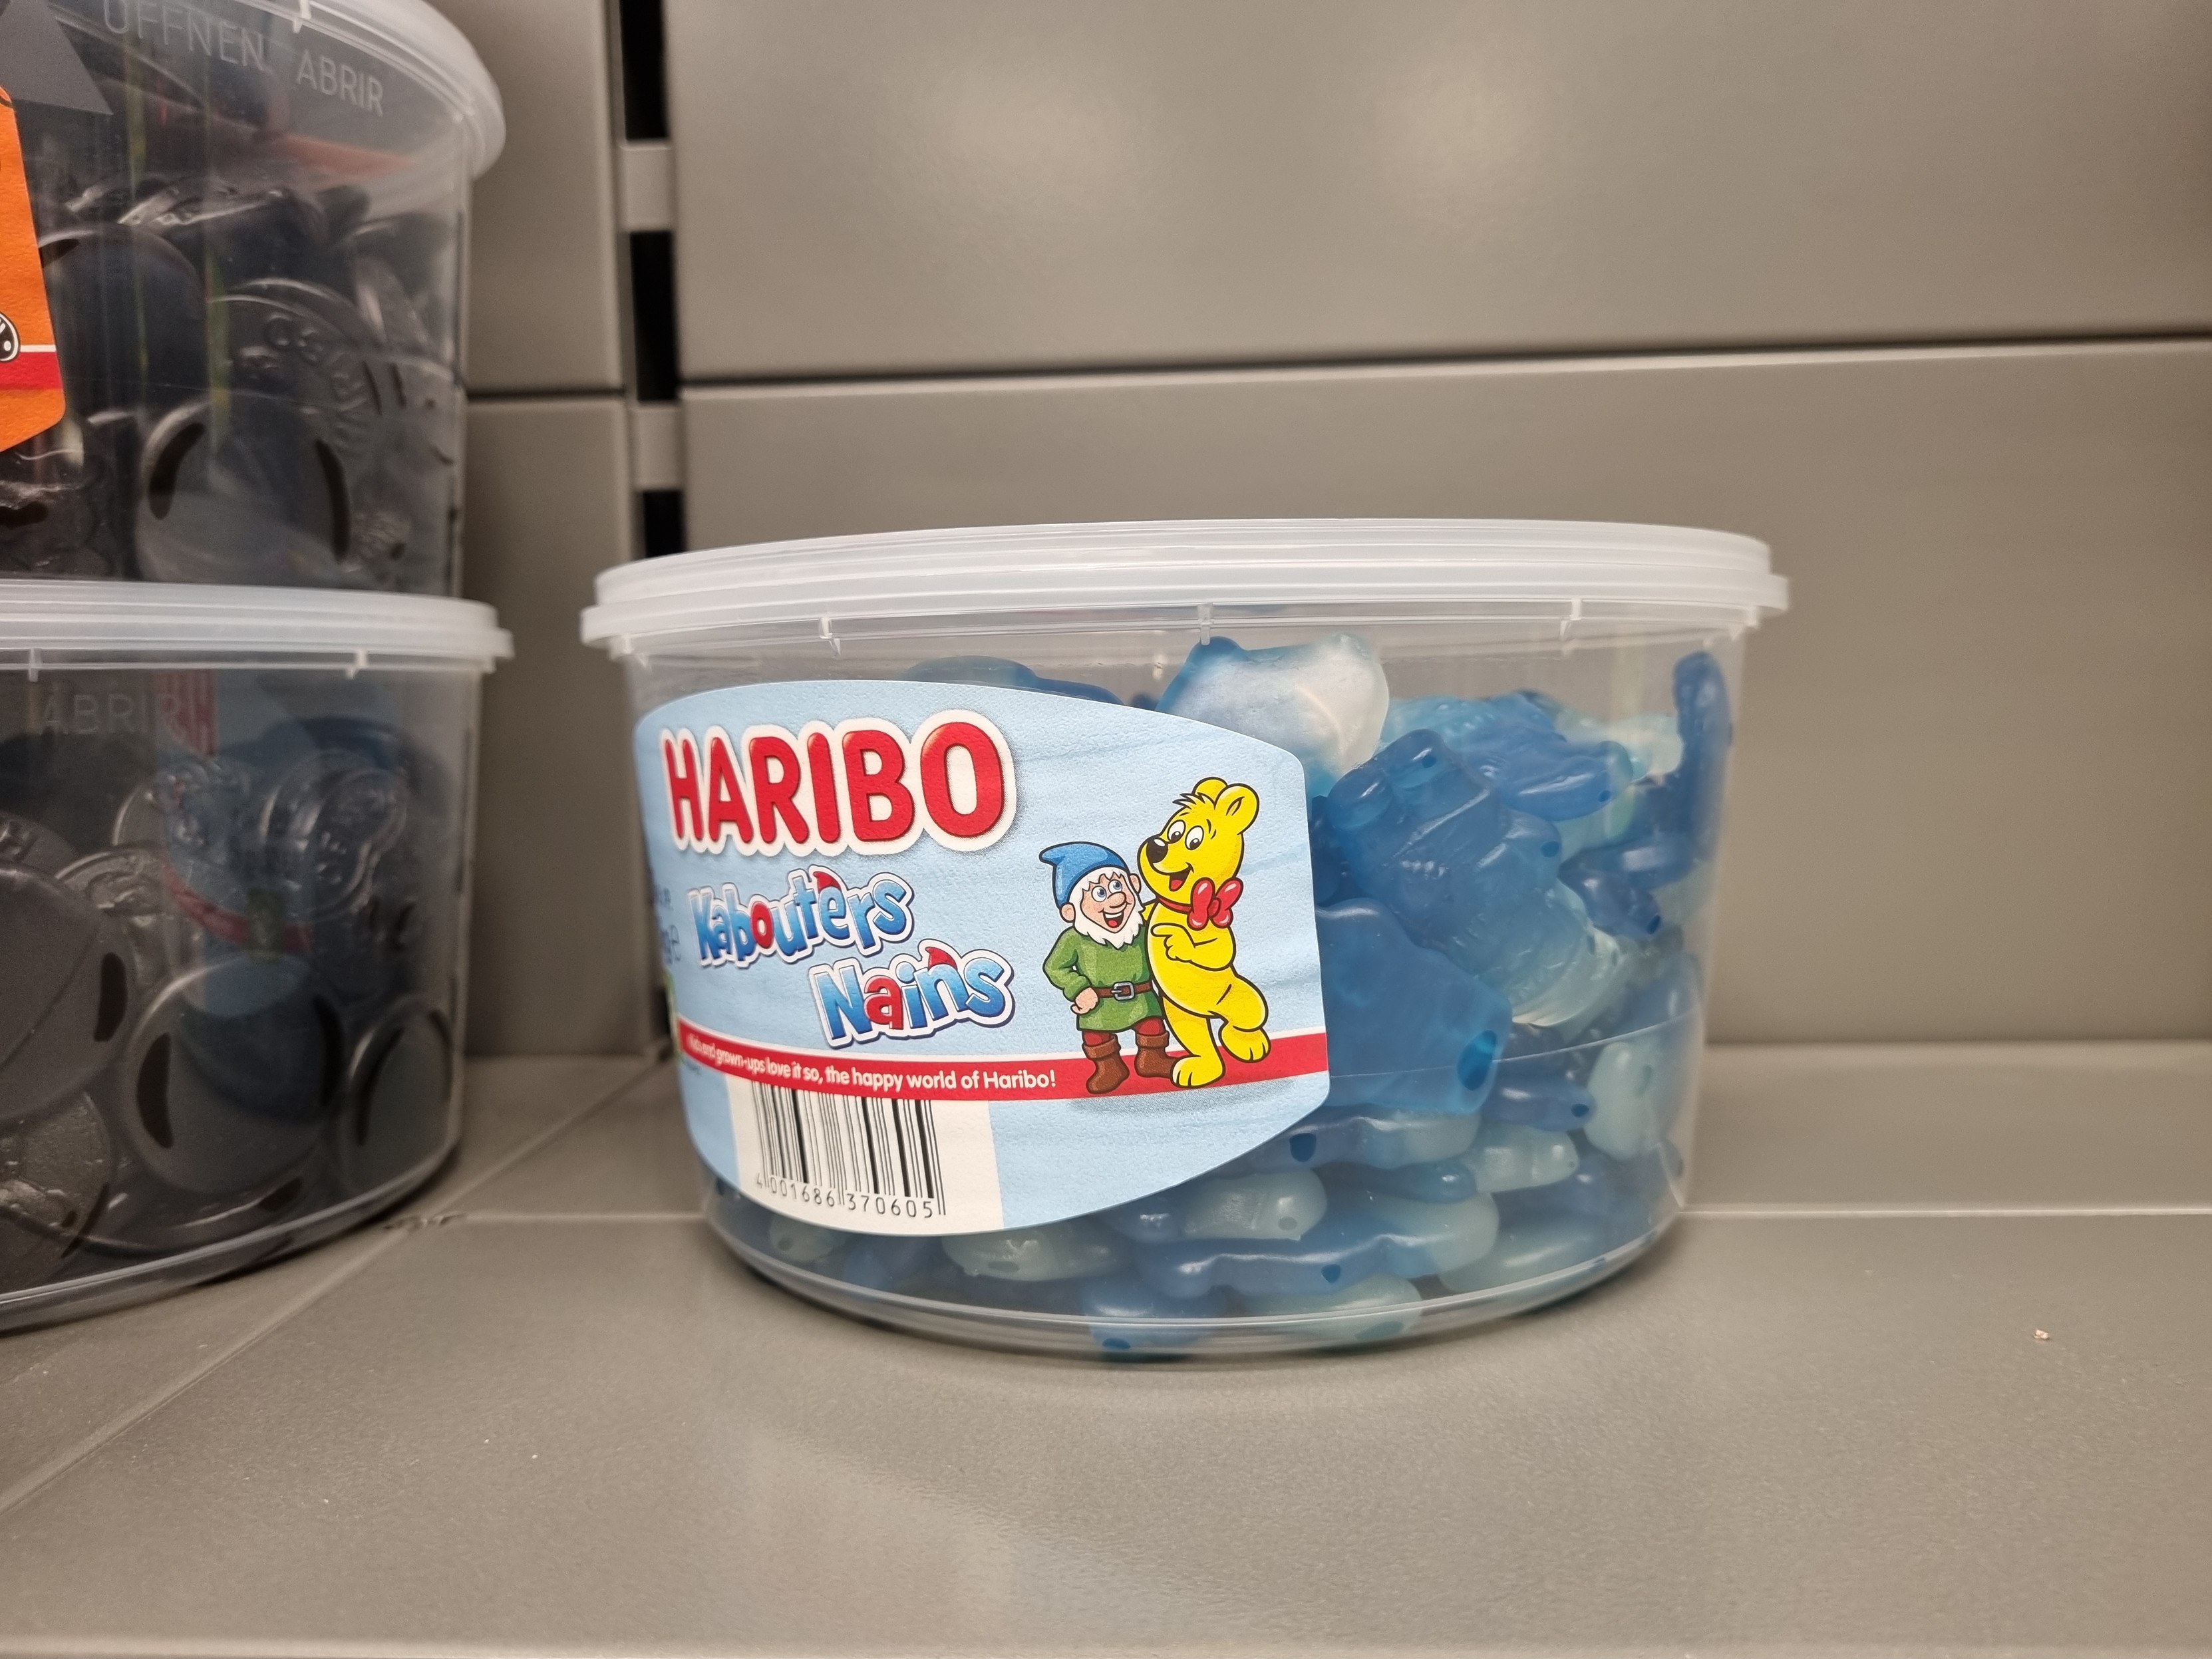 ÖFFNEN ABRIR
ABRIR
HARIBO
Kabouters
Nains
Kids and grown-ups love it so, the happy world of Haribo!
4 001686 370605